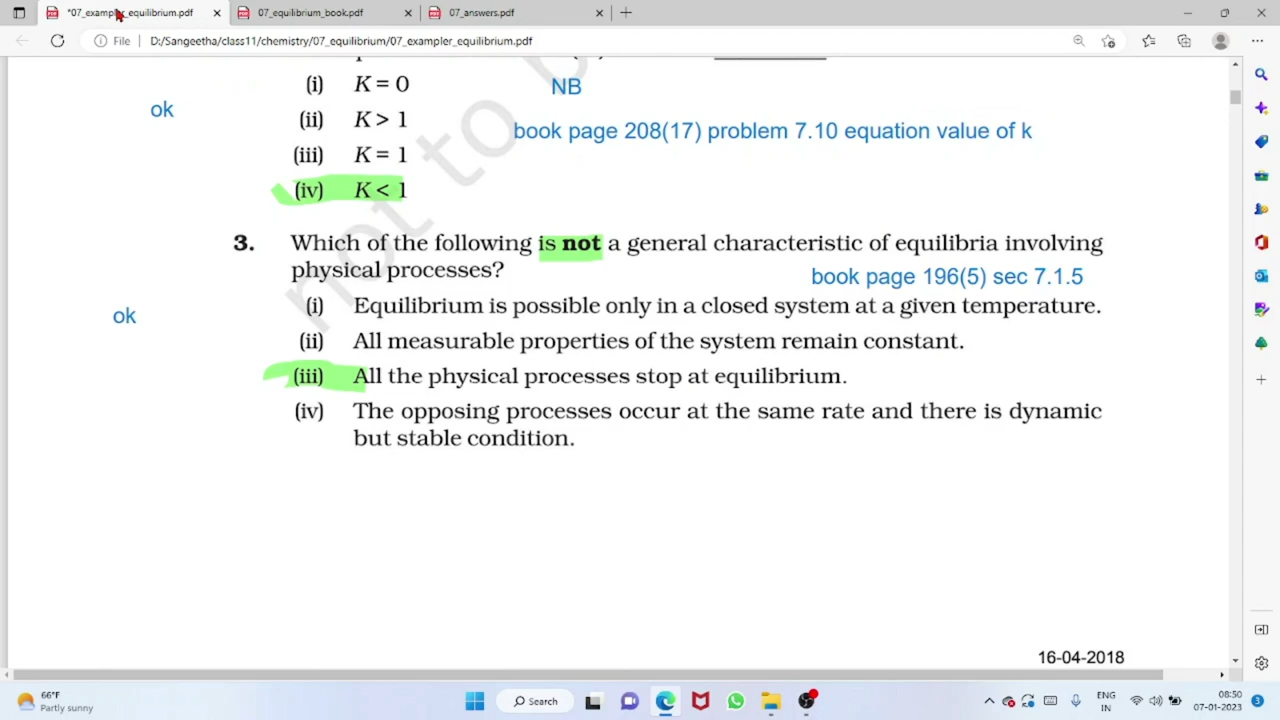 *07_exampler_equilibrium.pdf
07_equilibrium_book.pdf
07_answers.pdf
File
D:/Sangeetha/class11/chemistry/07_equilibrium/07_exampler_equilibrium.pdf
(i) K = 0
NB
ok
(ii) K > 1
book page 208(17) problem 7.10 equation value of k
(iii) K = 1
(iv) K < 1
not to b
3. Which of the following is not a general characteristic of equilibria involving
physical processes?
book page 196(5) sec 7.1.5
(i) Equilibrium is possible only in a closed system at a given temperature.
ok
(ii) All measurable properties of the system remain constant.
(iii) All the physical processes stop at equilibrium.
(iv) The opposing processes occur at the same rate and there is dynamic
but stable condition.
16-04-2018
66°F
Partly sunny
Search
ENG
IN
08:50
07-01-2023
3